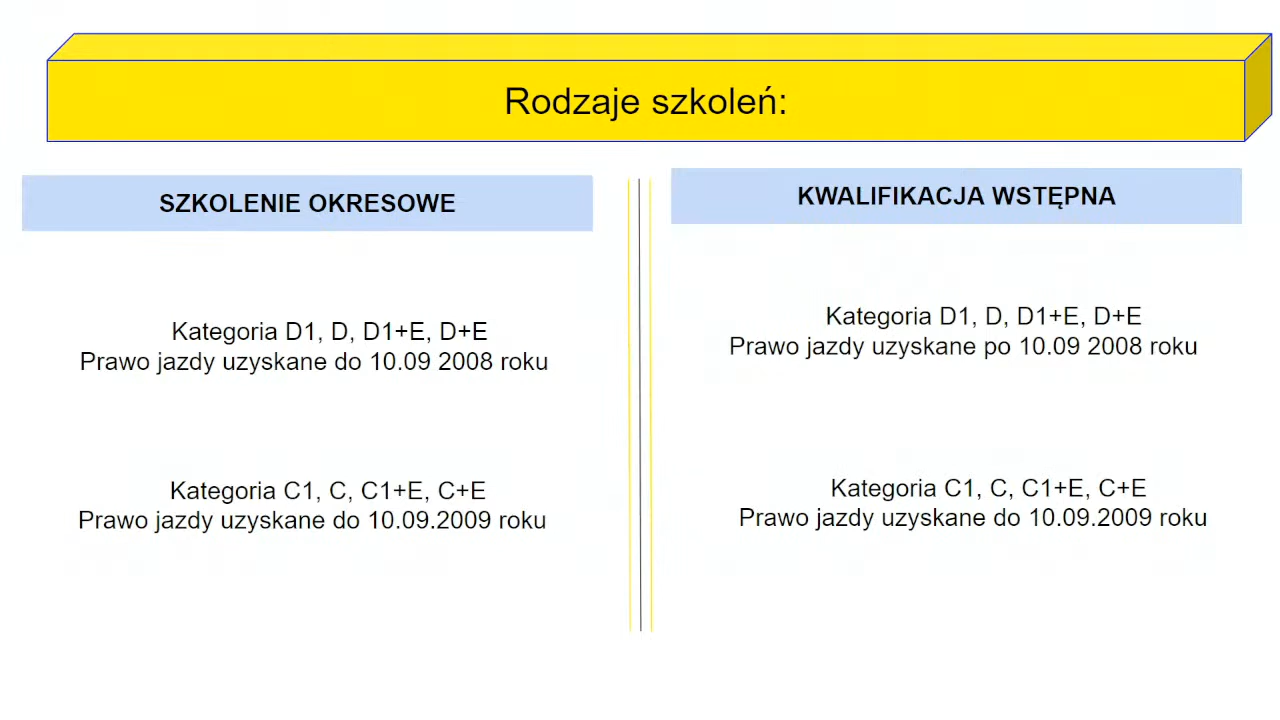 Rodzaje szkoleń:
SZKOLENIE OKRESOWE
Kategoria D1, D, D1+E, D+E
Prawo jazdy uzyskane do 10.09 2008 roku
Kategoria C1, C, C1+E, C+E
Prawo jazdy uzyskane do 10.09.2009 roku
KWALIFIKACJA WSTĘPNA
Kategoria D1, D, D1+E, D+E
Prawo jazdy uzyskane po 10.09 2008 roku
Kategoria C1, C, C1+E, C+E
Prawo jazdy uzyskane do 10.09.2009 roku